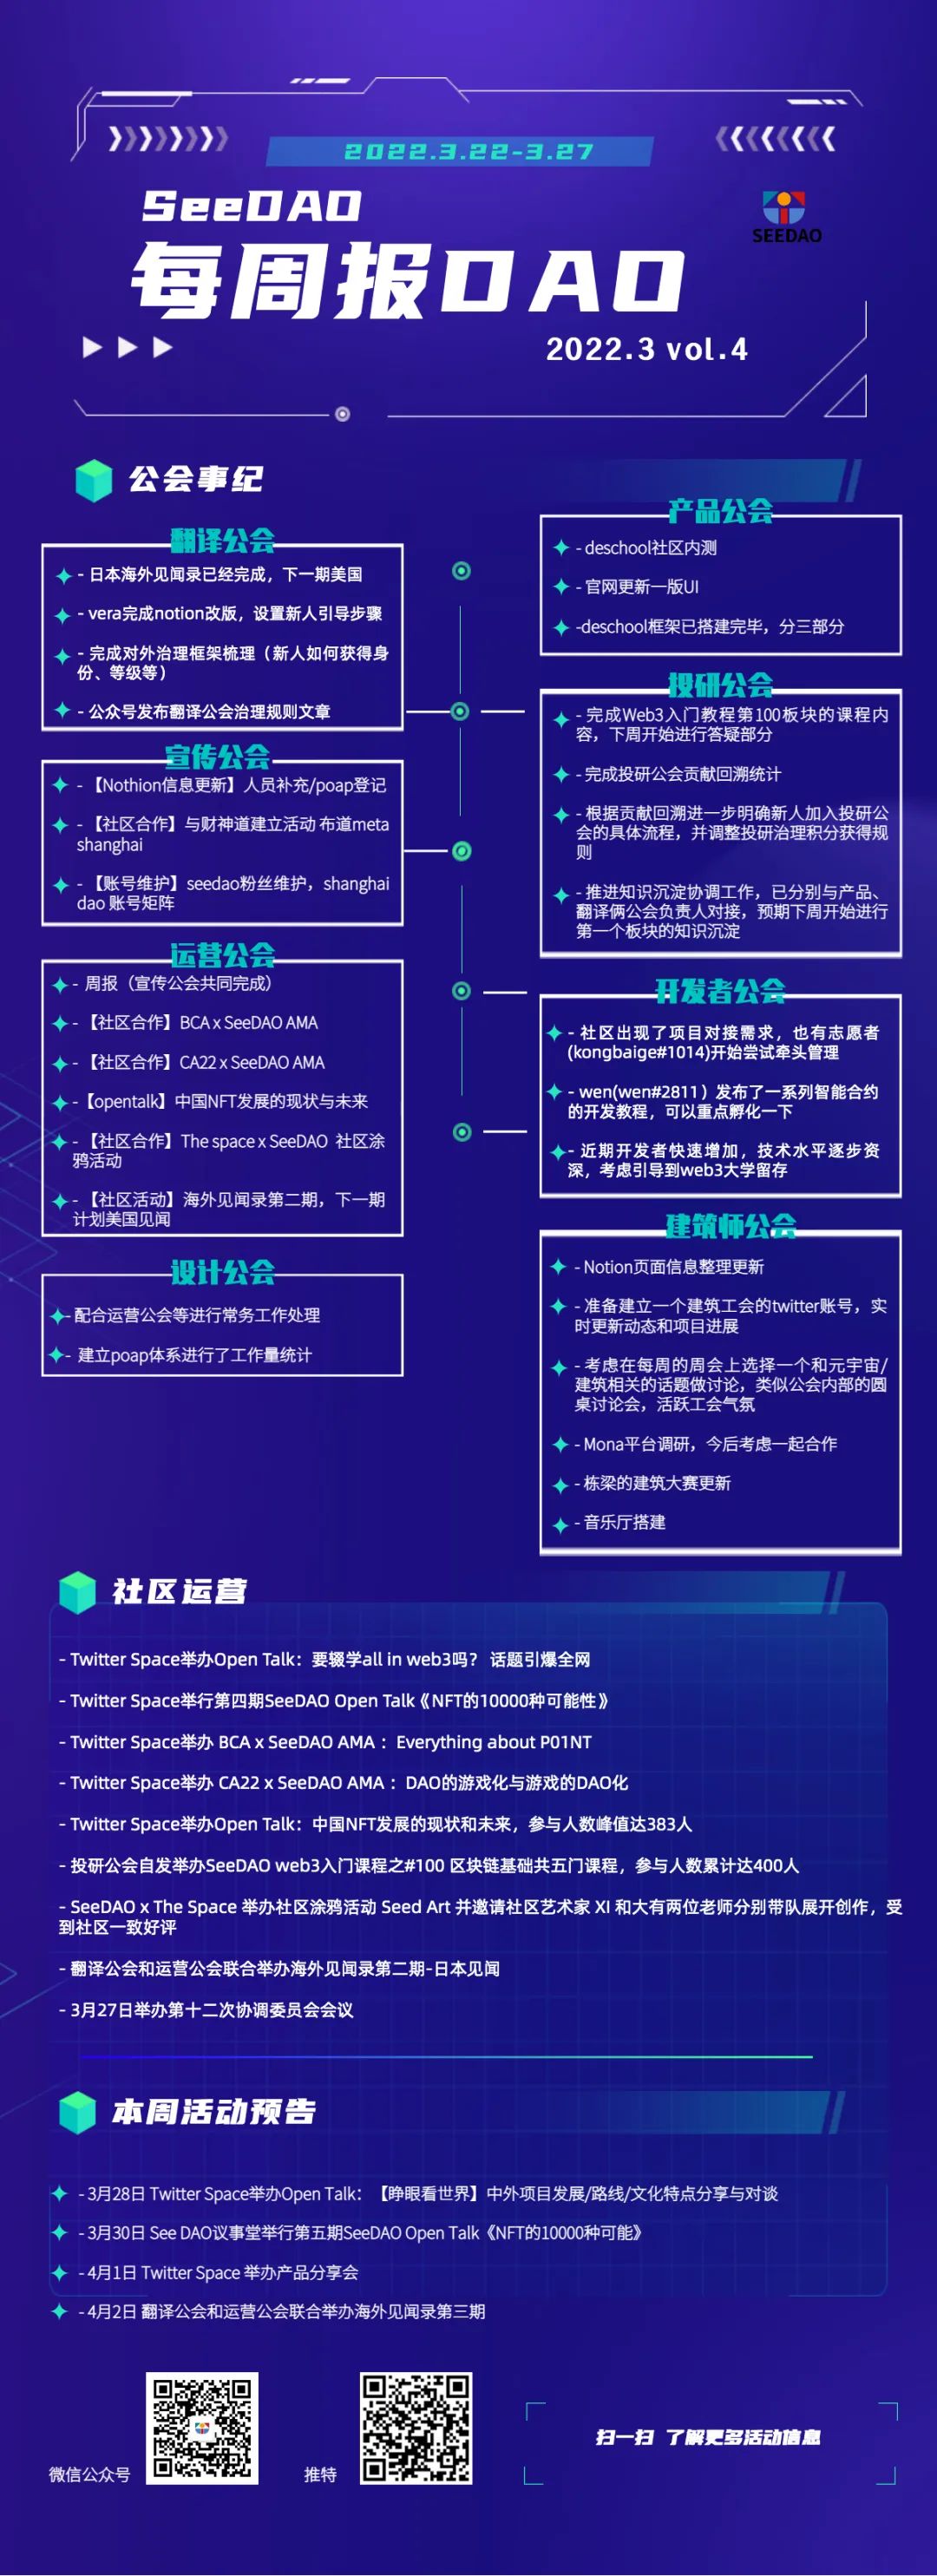 2022.3.22-3.27
SeeDAO
SEEDAO
每周报DAO
2022.3 vol.4
公会事纪
翻译公会
- 日本海外见闻录已经完成，下一期美国
- vera完成notion改版，设置新人引导步骤
- 完成对外治理框架梳理（新人如何获得身
份、等级等）
- 公众号发布翻译公会治理规则文章
宣传公会
- 【Nothion信息更新】人员补充/poap登记
- 【社区合作】与财神道建立活动 布道meta
shanghai
- 【账号维护】seedao粉丝维护，shanghai
dao 账号矩阵
运营公会
- 周报（宣传公会共同完成）
- 【社区合作】BCA x SeeDAO AMA
- 【社区合作】CA22 x SeeDAO AMA
-【opentalk】中国NFT发展的现状与未来
- 【社区合作】The space x SeeDAO 社区涂
鸦活动
- 【社区活动】海外见闻录第二期，下一期
计划美国见闻
设计公会
- 配合运营公会等进行常务工作处理
- 建立poap体系进行了工作量统计
产品公会
- deschool社区内测
- 官网更新一版UI
-deschool框架已搭建完毕，分三部分
投研公会
- 完成Web3入门教程第100板块的课程内
容，下周开始进行答疑部分
- 完成投研公会贡献回溯统计
- 根据贡献回溯进一步明确新人加入投研公
会的具体流程，并调整投研治理积分获得规
则
- 推进知识沉淀协调工作，已分别与产品、
翻译俩公会负责人对接，预期下周开始进行
第一个板块的知识沉淀
开发者公会
- 社区出现了项目对接需求，也有志愿者
(kongbaige#1014)开始尝试牵头管理
- wen(wen#2811）发布了一系列智能合约
的开发教程，可以重点孵化一下
- 近期开发者快速增加，技术水平逐步资
深，考虑引导到web3大学留存
建筑师公会
- Notion页面信息整理更新
- 准备建立一个建筑工会的twitter账号，实
时更新动态和项目进展
- 考虑在每周的周会上选择一个和元宇宙/
建筑相关的话题做讨论，类似公会内部的圆
桌讨论会，活跃工会气氛
- Mona平台调研，今后考虑一起合作
- 栋梁的建筑大赛更新
- 音乐厅搭建
社区运营
- Twitter Space举办Open Talk：要辍学all in web3吗？ 话题引爆全网
- Twitter Space举行第四期SeeDAO Open Talk《NFT的10000种可能性》
- Twitter Space举办 BCA x SeeDAO AMA ：Everything about P01NT
- Twitter Space举办 CA22 x SeeDAO AMA ：DAO的游戏化与游戏的DAO化
- Twitter Space举办Open Talk：中国NFT发展的现状和未来，参与人数峰值达383人
- 投研公会自发举办SeeDAO web3入门课程之#100 区块链基础共五门课程，参与人数累计达400人
- SeeDAO x The Space 举办社区涂鸦活动 Seed Art 并邀请社区艺术家 XI 和大有两位老师分别带队展开创作，受
到社区一致好评
- 翻译公会和运营公会联合举办海外见闻录第二期-日本见闻
- 3月27日举办第十二次协调委员会会议
本周活动预告
- 3月28日 Twitter Space举办Open Talk：【睁眼看世界】中外项目发展/路线/文化特点分享与对谈
- 3月30日 See DAO议事堂举行第五期SeeDAO Open Talk《NFT的10000种可能》
- 4月1日 Twitter Space 举办产品分享会
- 4月2日 翻译公会和运营公会联合举办海外见闻录第三期
微信公众号
推特
扫一扫 了解更多活动信息